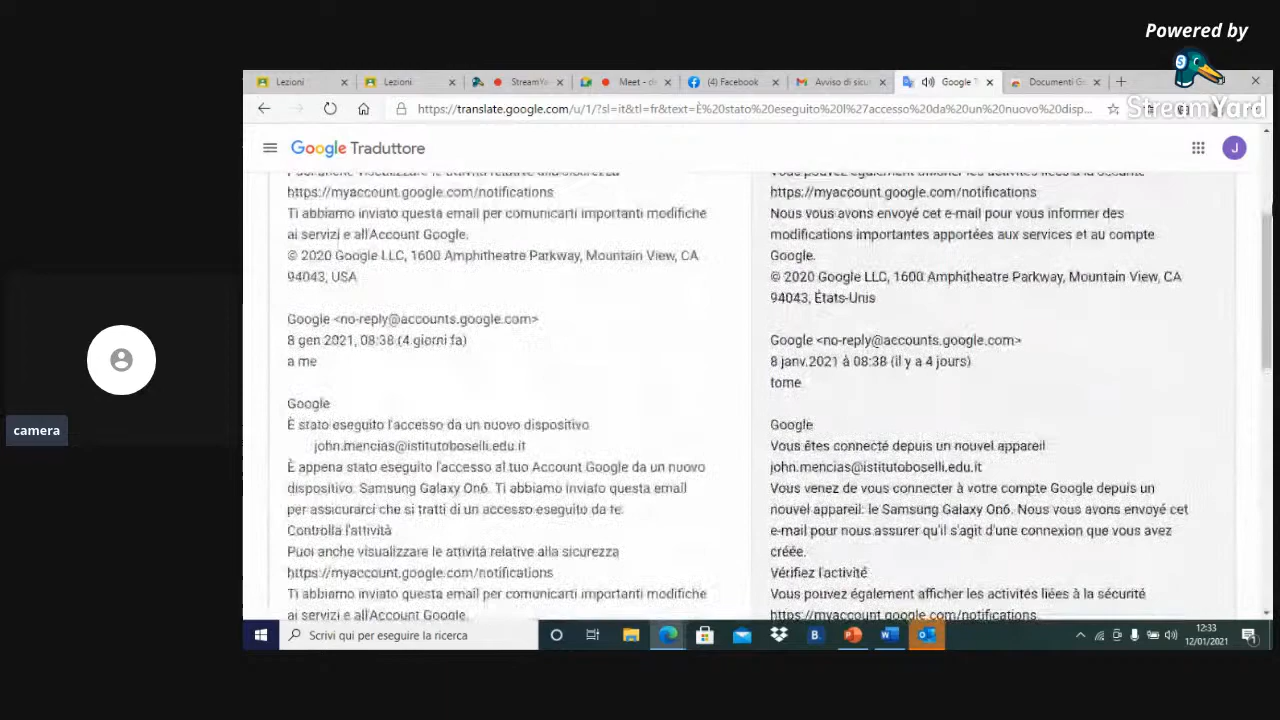 Powered by
StreamYard
Lezioni
Lezioni
StreamYa
Meet - d
(4) Facebook
Avviso di sicu
Google T
Documenti G
https://translate.google.com/u/1/?sl=it&tl=fr&text=È%20stato%20eseguito%20l%27accesso%20da%20un%20nuovo%20disp...
Google Traduttore
J
https://myaccount.google.com/notifications
Ti abbiamo inviato questa email per comunicarti importanti modifiche
ai servizi e all'Account Google.
© 2020 Google LLC, 1600 Amphitheatre Parkway, Mountain View, CA
94043, USA
Google <no-reply@accounts.google.com>
8 gen 2021, 08:38 (4 giorni fa)
a me
Google
È stato eseguito l'accesso da un nuovo dispositivo
john.mencias@istitutoboselli.edu.it
È appena stato eseguito l'accesso al tuo Account Google da un nuovo
dispositivo: Samsung Galaxy On6. Ti abbiamo inviato questa email
per assicurarci che si tratti di un accesso eseguito da te.
Controlla l'attività
Puoi anche visualizzare le attività relative alla sicurezza
https://myaccount.google.com/notifications
Ti abbiamo inviato questa email per comunicarti importanti modifiche
ai servizi e all'Account Google.
Vous pouvez également afficher les activités liées à la sécurité
https://myaccount.google.com/notifications
Nous vous avons envoyé cet e-mail pour vous informer des
modifications importantes apportées aux services et au compte
Google.
© 2020 Google LLC, 1600 Amphitheatre Parkway, Mountain View, CA
94043, États-Unis
Google <no-reply@accounts.google.com>
8 janv.2021 à 08:38 (il y a 4 jours)
tome
Google
Vous êtes connecté depuis un nouvel appareil
john.mencias@istitutoboselli.edu.it
Vous venez de vous connecter à votre compte Google depuis un
nouvel appareil: le Samsung Galaxy On6. Nous vous avons envoyé cet
e-mail pour nous assurer qu'il s'agit d'une connexion que vous avez
créée.
Vérifiez l'activité
Vous pouvez également afficher les activités liées à la sécurité
https://myaccount.google.com/notifications
camera
Scrivi qui per eseguire la ricerca
B.
12:33
12/01/2021